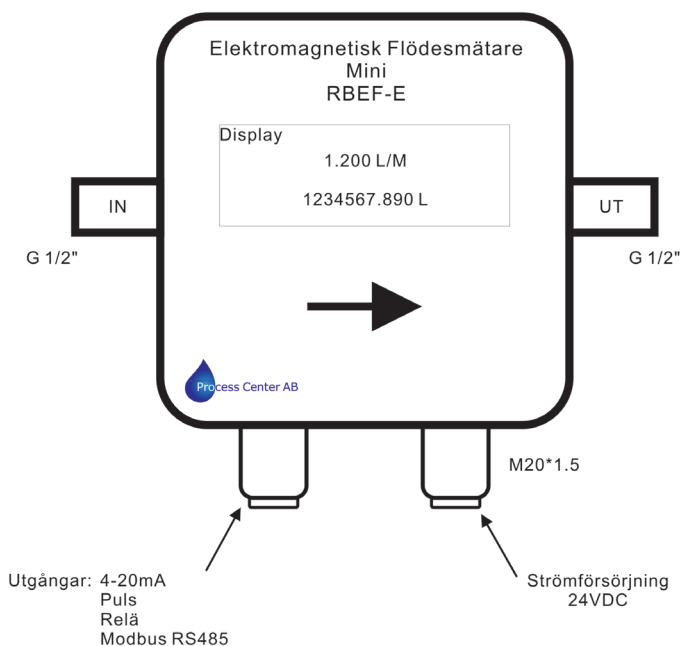 Elektromagnetisk Flödesmätare
Mini
RBEF-E
Display
1.200 L/M
1234567.890 L
IN
UT
G 1/2"
G 1/2"
Process Center AB
M20*1.5
Utgångar: 4-20mA
Puls
Relä
Modbus RS485
Strömförsörjning
24VDC